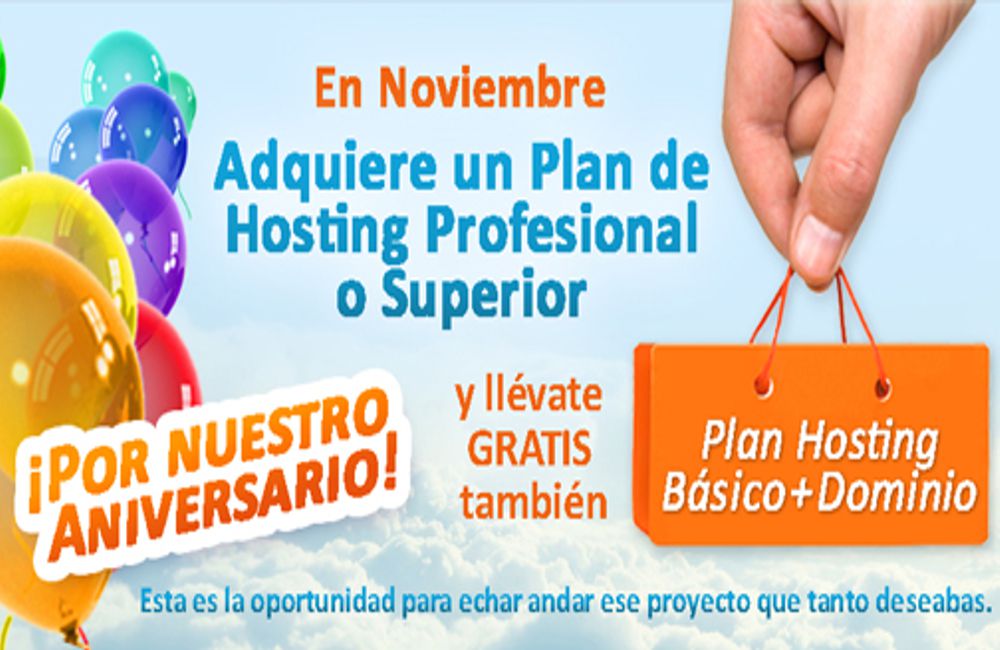 En Noviembre
Adquiere un Plan de
Hosting Profesional
o Superior
¡POR NUESTRO
ANIVERSARIO!
y llévate
GRATIS
también
Plan Hosting
Básico+Dominio
Esta es la oportunidad para echar andar ese proyecto que tanto deseabas.